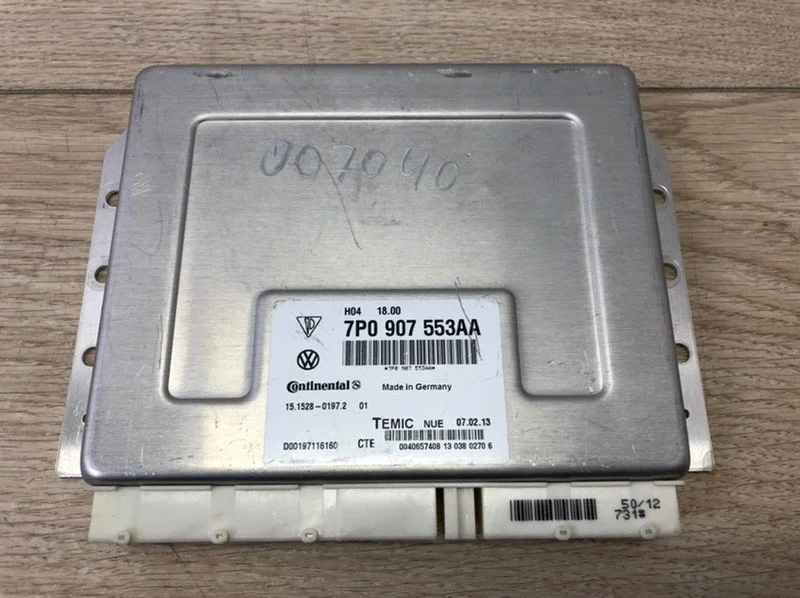 007040
H04 18.00
7P0 907 553AA
*7P0 907 553AA*
Continental Made in Germany
15.1528-0197.2 01
TEMIC NUE 07.02.13
D00197116160 CTE 0040657408 13 038 0270 6
50/12
731#